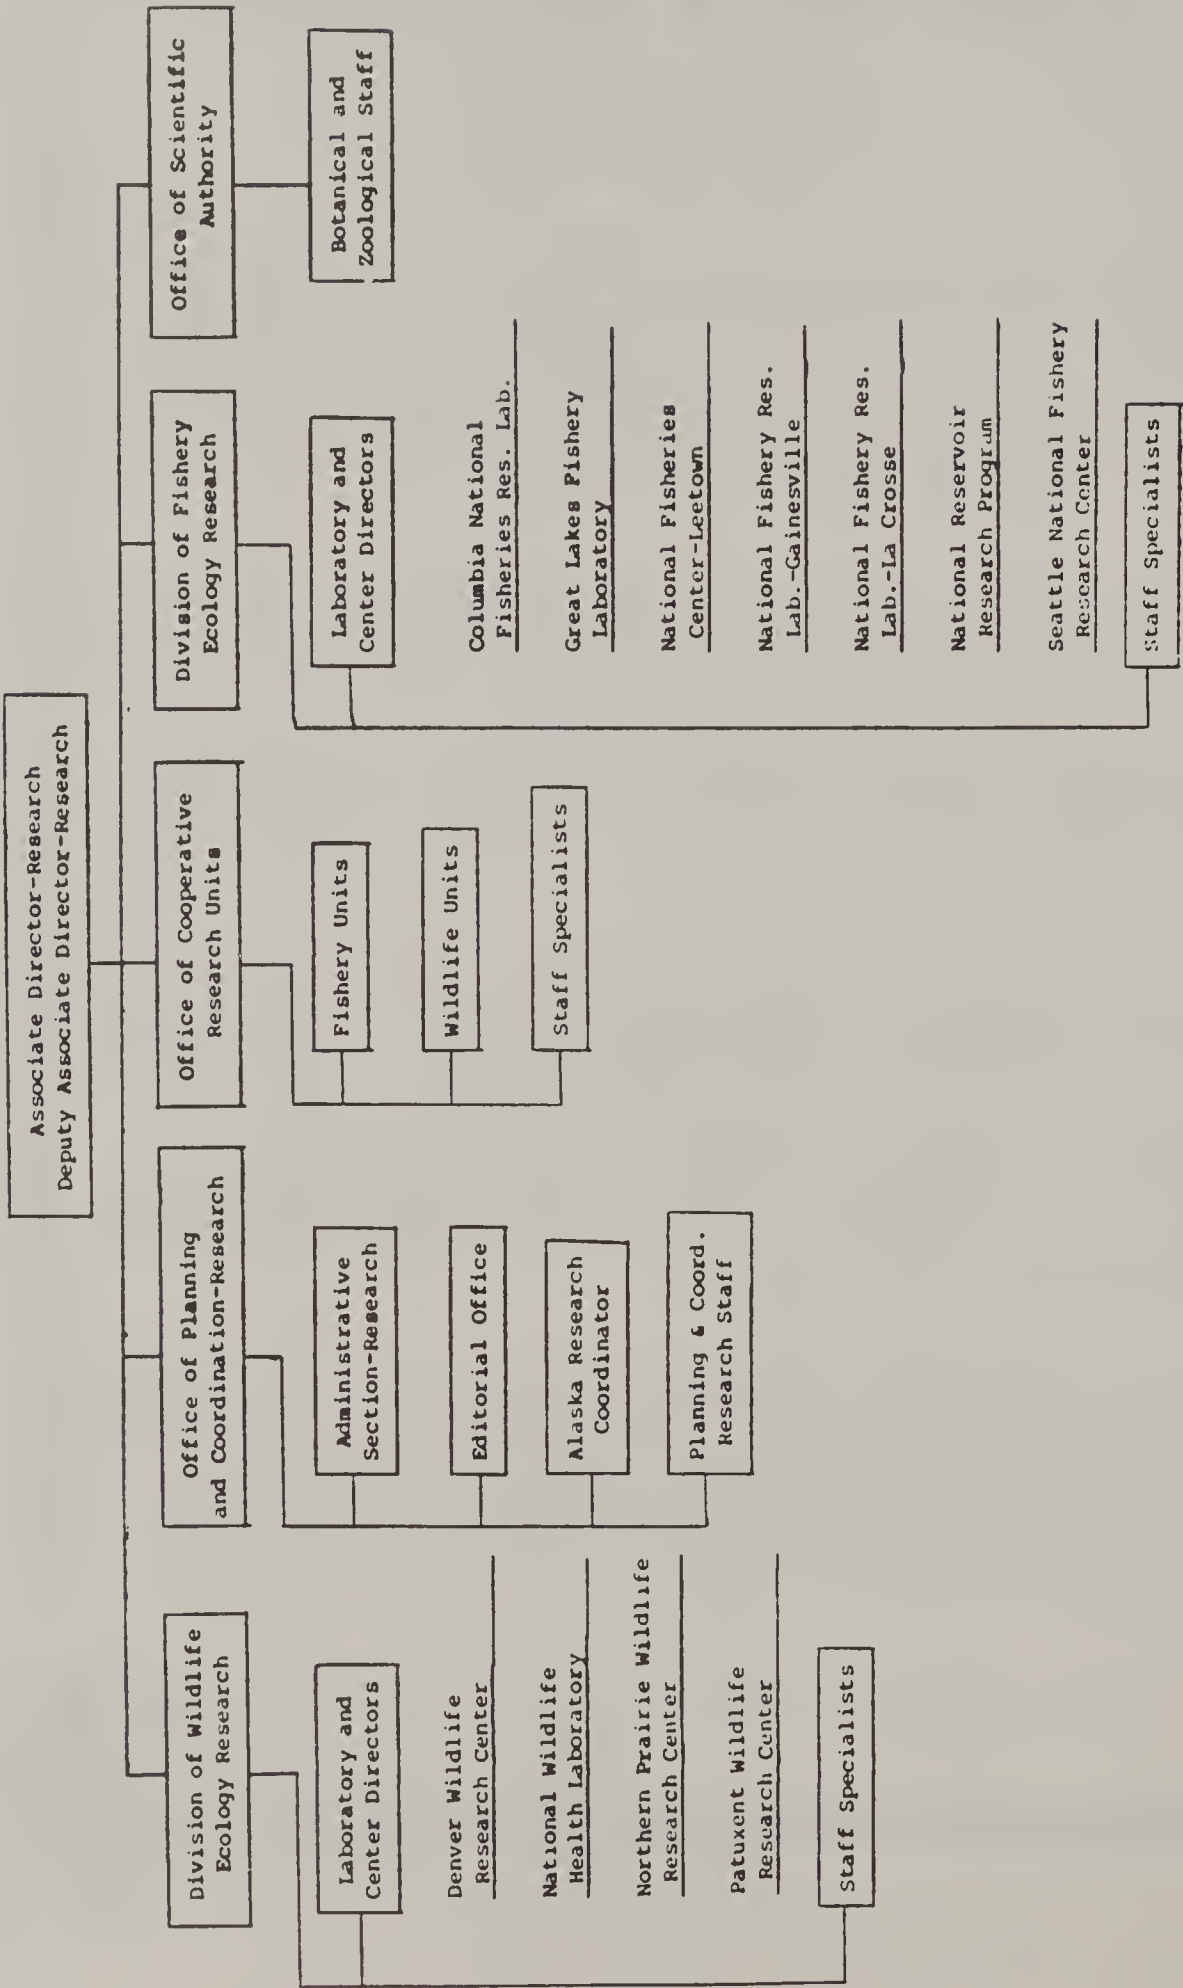 Associate Director-Research
Deputy Associate Director-Research
Division of Wildlife
Ecology Research
Laboratory and
Center Directors
Denver Wildlife
Research Center
National Wildlife
Health Laboratory
Northern Prairie Wildlife
Research Center
Patuxent Wildlife
Research Center
Staff Specialists
Office of Planning
and Coordination-Research
Administrative
Section-Research
Editorial Office
Alaska Research
Coordinator
Planning & Coord.
Research Staff
Office of Cooperative
Research Units
Fishery Units
Wildlife Units
Staff Specialists
Division of Fishery
Ecology Research
Laboratory and
Center Directors
Columbia National
Fisheries Res. Lab.
Great Lakes Fishery
Laboratory
National Fisheries
Center-Leetown
National Fishery Res.
Lab.-Gainesville
National Fishery Res.
Lab.-La Crosse
National Reservoir
Research Program
Seattle National Fishery
Research Center
Staff Specialists
Office of Scientific
Authority
Botanical and
Zoological Staff